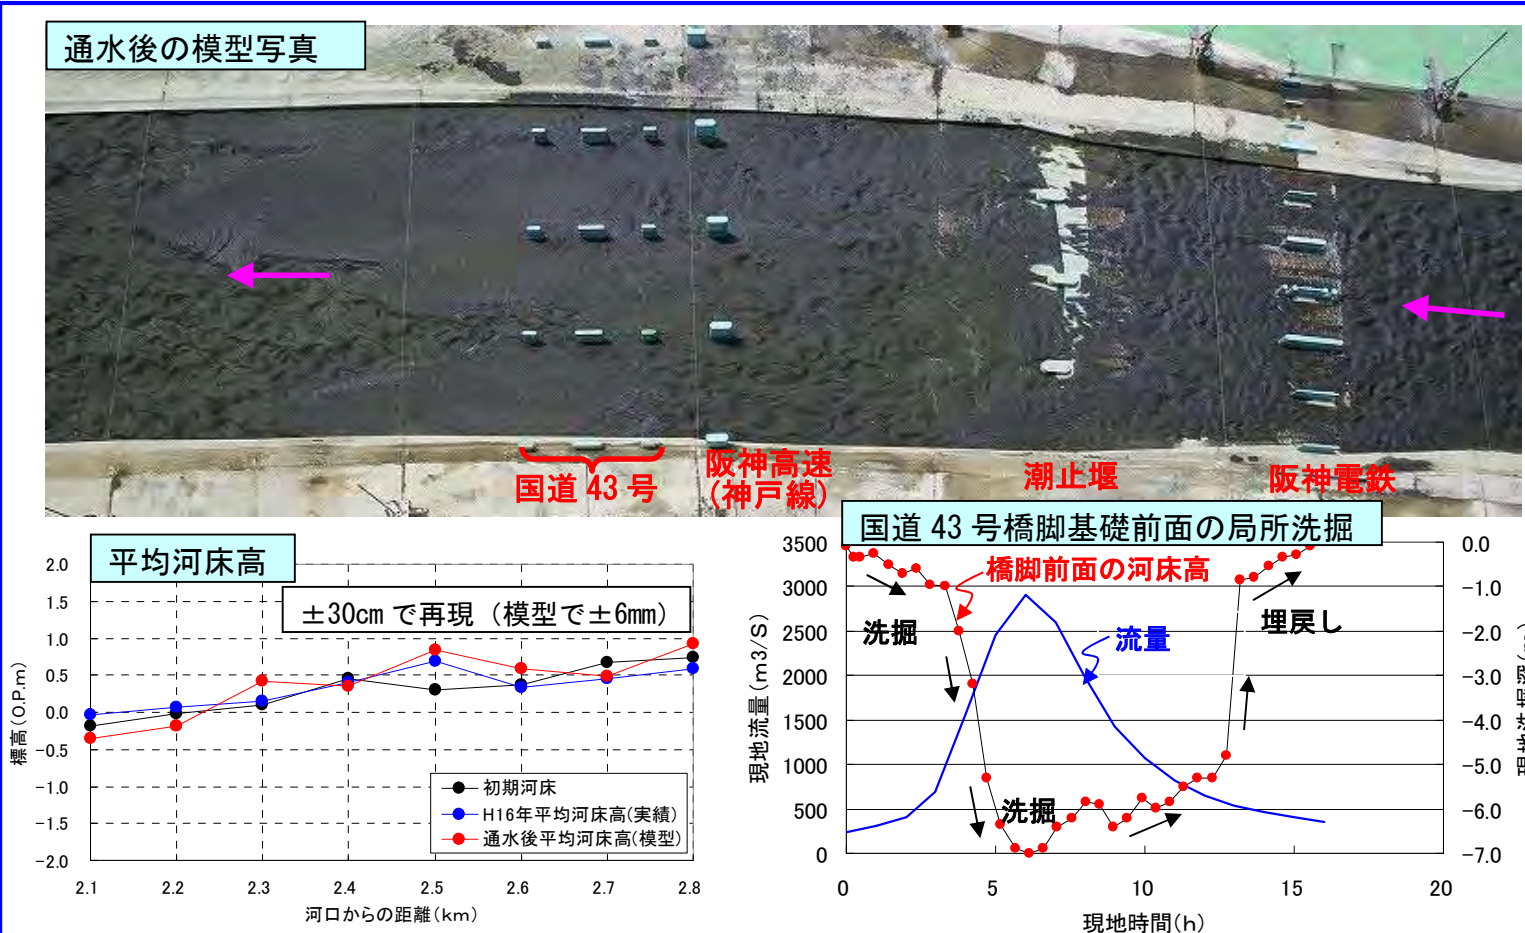 通水後の模型写真
国道 43 号
阪神高速
（神戸線）
潮止堰
阪神電鉄
平均河床高
±30cm で再現（模型で±6mm）
2.0
1.5
1.0
0.5
0.0
-0.5
-1.0
-1.5
-2.0
標高(O.P.m)
初期河床
H16年平均河床高(実績)
通水後平均河床高(模型)
2.1 2.2 2.3 2.4 2.5 2.6 2.7 2.8
河口からの距離(km)
国道 43 号橋脚基礎前面の局所洗掘
3500
3000
2500
2000
1500
1000
500
0
現地流量(m3/S)
橋脚前面の河床高
洗掘
流量
埋戻し
洗掘
0.0
-1.0
-2.0
-3.0
-4.0
-5.0
-6.0
-7.0
現地洗掘
0 5 10 15 20
現地時間(h)